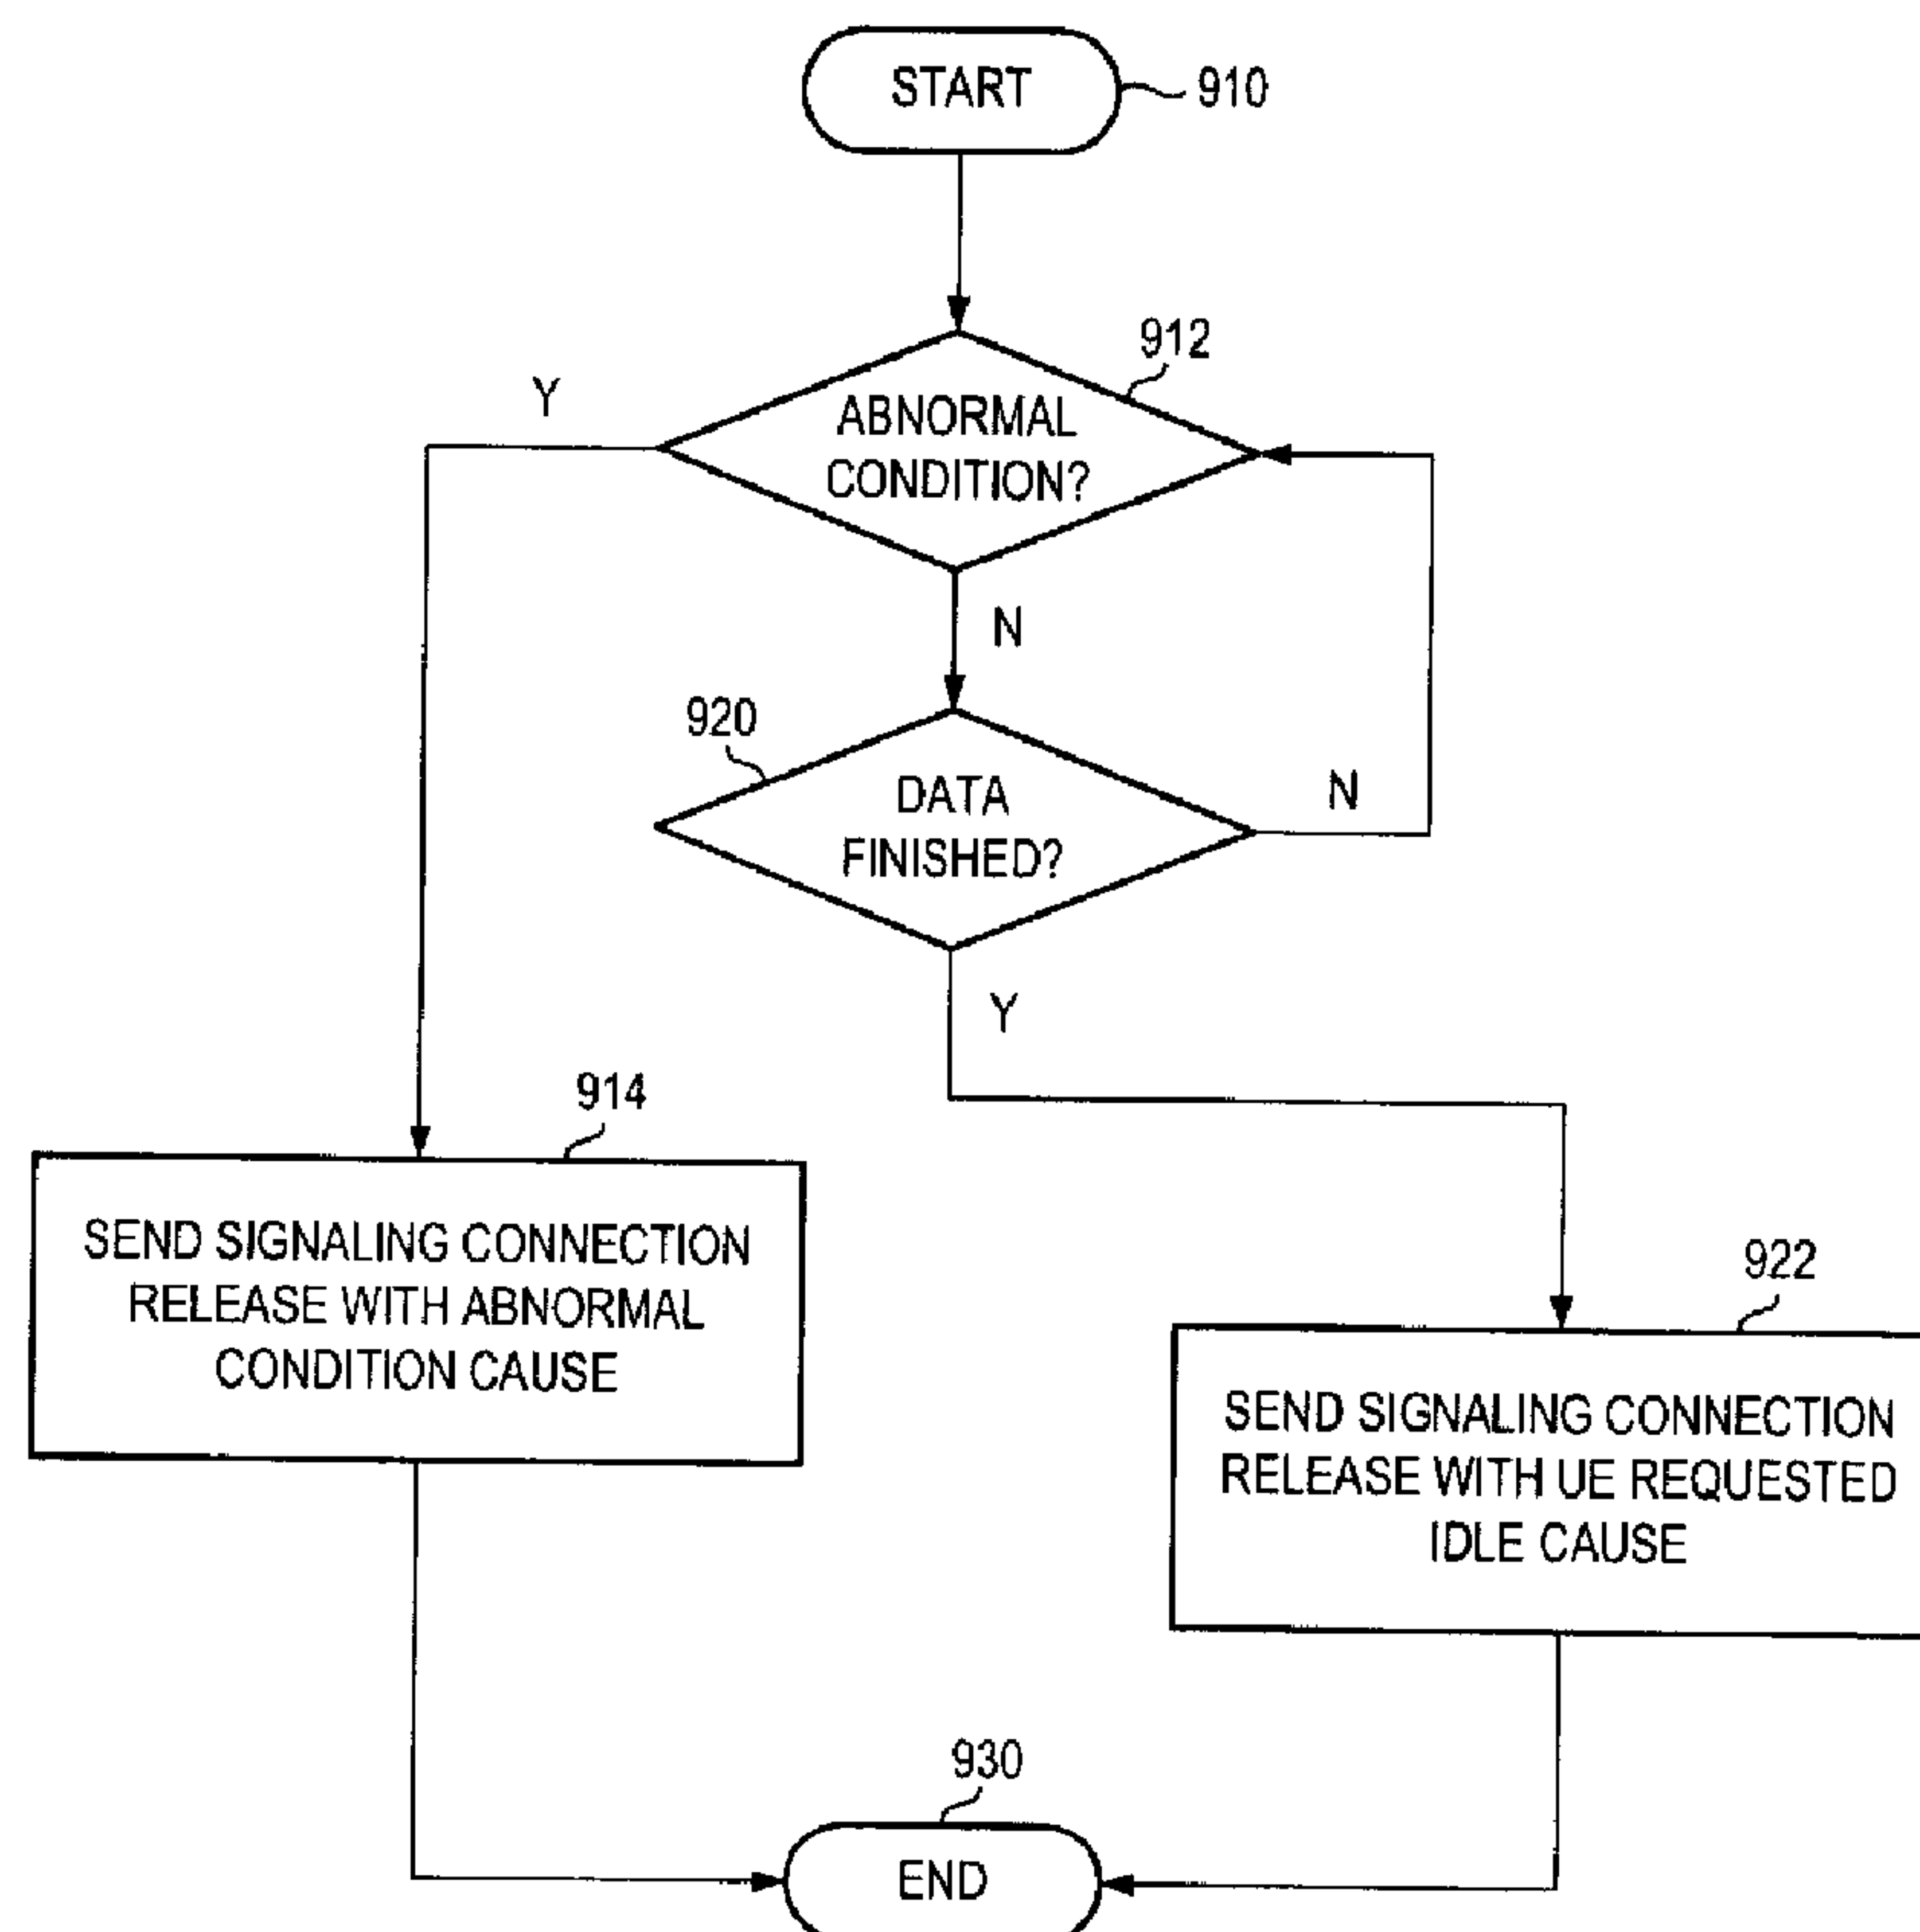 START
910
912
Y
ABNORMAL
CONDITION?
N
920
DATA
FINISHED?
N
Y
914
SEND SIGNALING CONNECTION
RELEASE WITH ABNORMAL
CONDITION CAUSE
922
SEND SIGNALING CONNECTION
RELEASE WITH UE REQUESTED
IDLE CAUSE
930
END